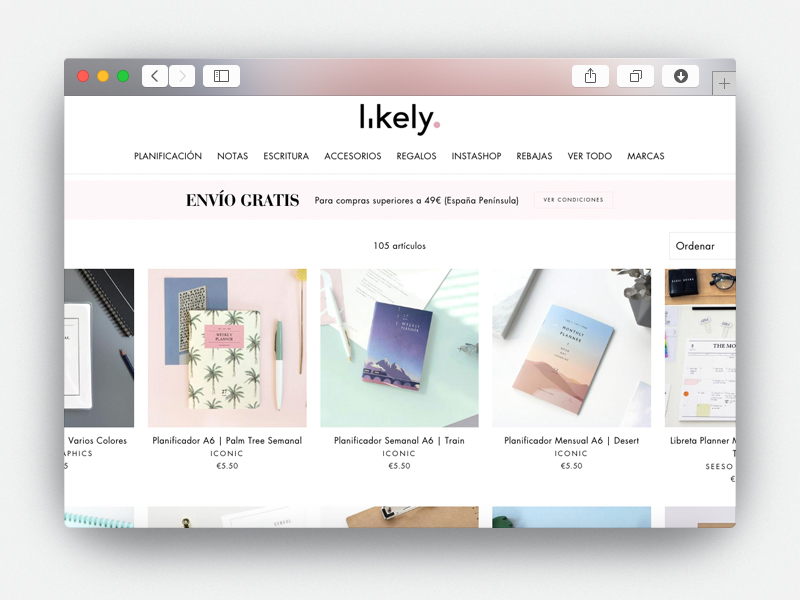 likely.
PLANIFICACIÓN NOTAS ESCRITURA ACCESORIOS REGALOS INSTASHOP REBAJAS VER TODO MARCAS
ENVÍO GRATIS Para compras superiores a 49€ (España Península) VER CONDICIONES
105 artículos
Ordenar
WEEKLY
PLANNER
WEEKLY
PLANNER
MONTHLY
PLANNER
THE MO
Varios Colores
APHICS
5
Planificador A6 | Palm Tree Semanal
ICONIC
€5.50
Planificador Semanal A6 | Train
ICONIC
€5.50
Planificador Mensual A6 | Desert
ICONIC
€5.50
Libreta Planner M
T
SEESO
€